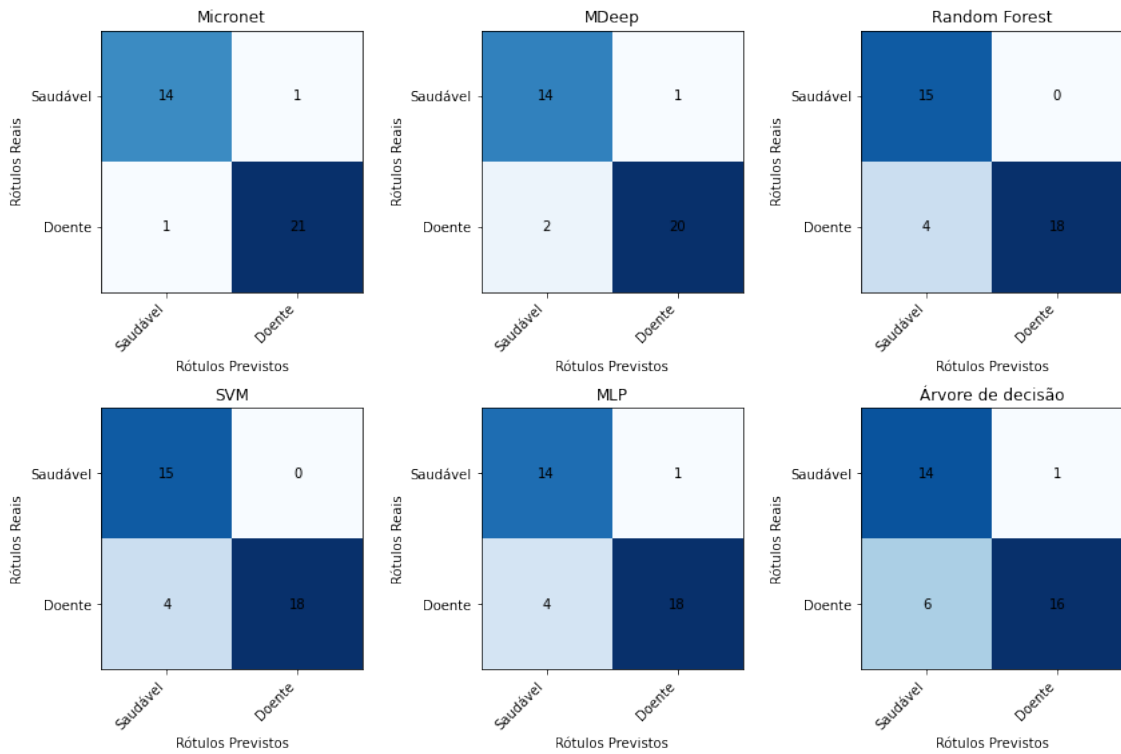 Micronet
Rótulos Reais
Saudável
14 1
Doente
1 21
Saudável
Doente
Rótulos Previstos
MDeep
Rótulos Reais
Saudável
14 1
Doente
2 20
Saudável
Doente
Rótulos Previstos
Random Forest
Rótulos Reais
Saudável
15 0
Doente
4 18
Saudável
Doente
Rótulos Previstos
SVM
Rótulos Reais
Saudável
15 0
Doente
4 18
Saudável
Doente
Rótulos Previstos
MLP
Rótulos Reais
Saudável
14 1
Doente
4 18
Saudável
Doente
Rótulos Previstos
Árvore de decisão
Rótulos Reais
Saudável
14 1
Doente
6 16
Saudável
Doente
Rótulos Previstos